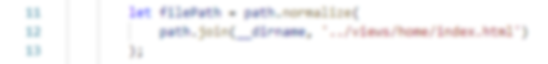 11 let filePath = path.normalize(
12 path.join(__dirname, '../views/home/index.html')
13 );